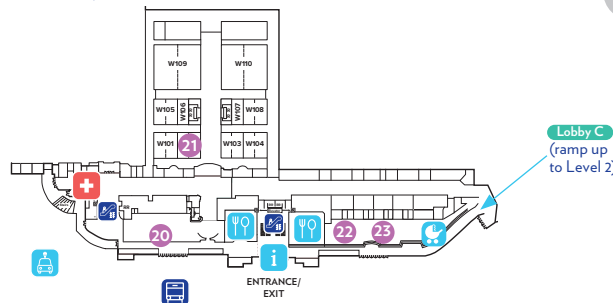 W109
W110
W105
W106
W107
W108
W101
21
W103
W104
Lobby C
(ramp up
to Level 2)
20
22
23
i
ENTRANCE/
EXIT